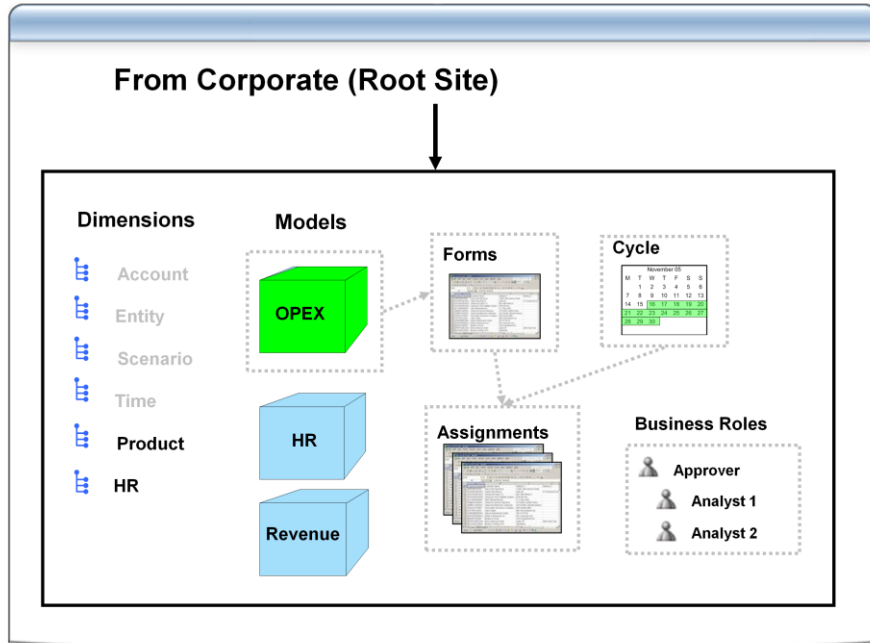 From Corporate (Root Site)
Dimensions
Account
Entity
Scenario
Time
Product
HR
Models
OPEX
HR
Revenue
Forms
Cycle
November 05
M T W T F S S
1 2 3 4 5 6
7 8 9 10 11 12 13
14 15 16 17 18 19 20
21 22 23 24 25 26 27
28 29 30
Assignments
Business Roles
Approver
Analyst 1
Analyst 2